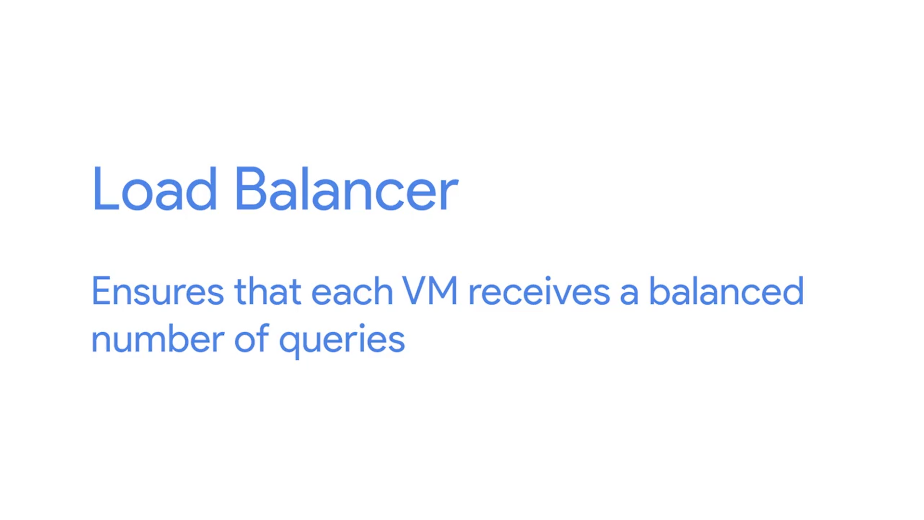 Load Balancer
Ensures that each VM receives a balanced
number of queries